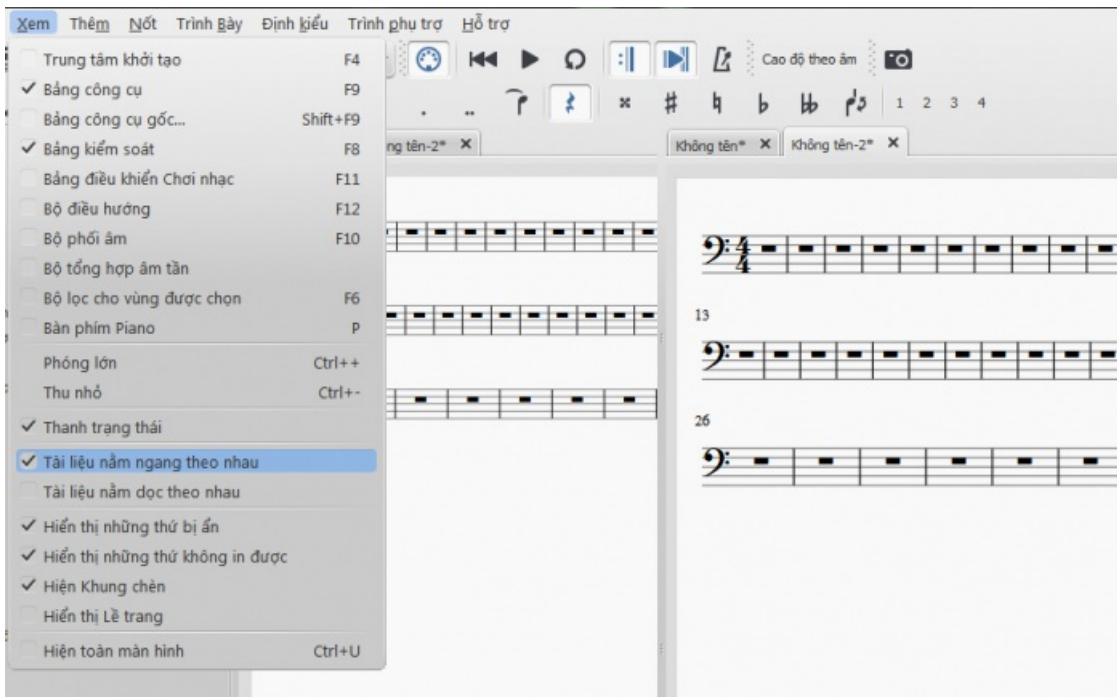 Xem Thêm Nốt Trình Bày Định kiểu Trình phụ trợ Hỗ trợ
Cao độ theo âm
1 2 3 4
Trung tâm khởi tạo F4
Bảng công cụ F9
Bảng công cụ gốc... Shift+F9
Bảng kiểm soát F8
Bảng điều khiển Chơi nhạc F11
Bộ điều hướng F12
Bộ phối âm F10
Bộ tổng hợp âm tần
Bộ lọc cho vùng được chọn F6
Bàn phím Piano P
Phóng lớn Ctrl++
Thu nhỏ Ctrl+-
Thanh trạng thái
Tài liệu nằm ngang theo nhau
Tài liệu nằm dọc theo nhau
Hiển thị những thứ bị ẩn
Hiển thị những thứ không in được
Hiện Khung chèn
Hiển thị Lề trang
Hiện toàn màn hình Ctrl+U
ng tên-2*
Không tên* Không tên-2*
4
4
13
26